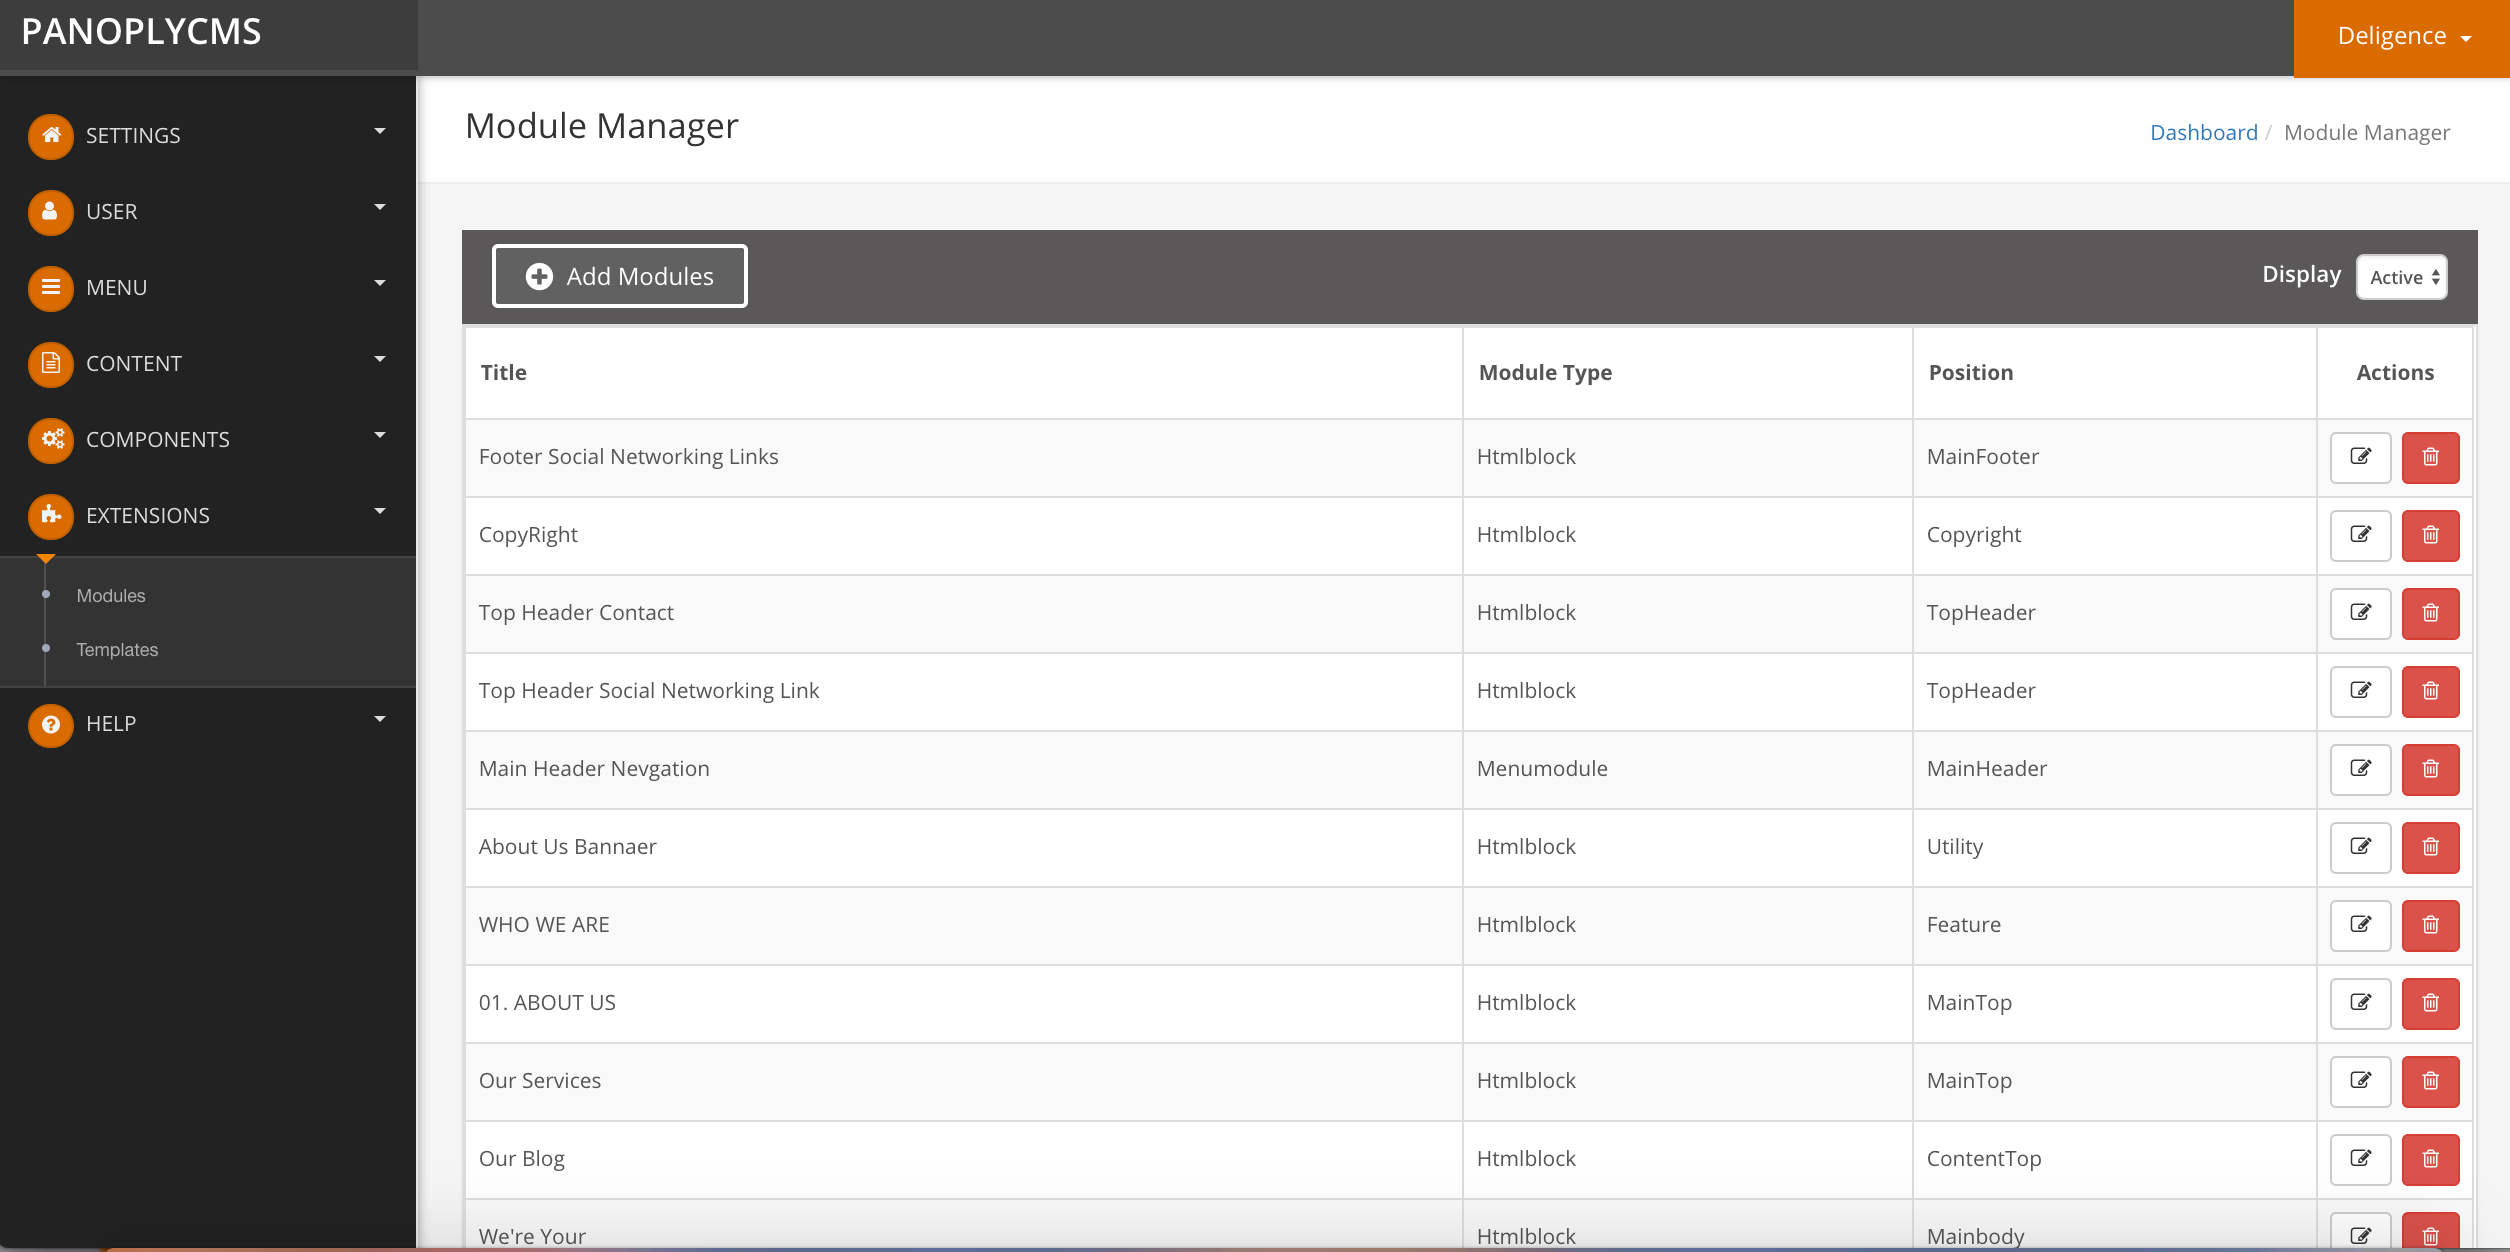 PANOPLYCMS
Deligence
SETTINGS
USER
MENU
CONTENT
COMPONENTS
EXTENSIONS
Modules
Templates
HELP
Module Manager
Dashboard / Module Manager
Add Modules
Display Active
Title Module Type Position Actions
Footer Social Networking Links Htmlblock MainFooter
CopyRight Htmlblock Copyright
Top Header Contact Htmlblock TopHeader
Top Header Social Networking Link Htmlblock TopHeader
Main Header Nevgation Menumodule MainHeader
About Us Bannaer Htmlblock Utility
WHO WE ARE Htmlblock Feature
01. ABOUT US Htmlblock MainTop
Our Services Htmlblock MainTop
Our Blog Htmlblock ContentTop
We're Your Htmlblock Mainbody